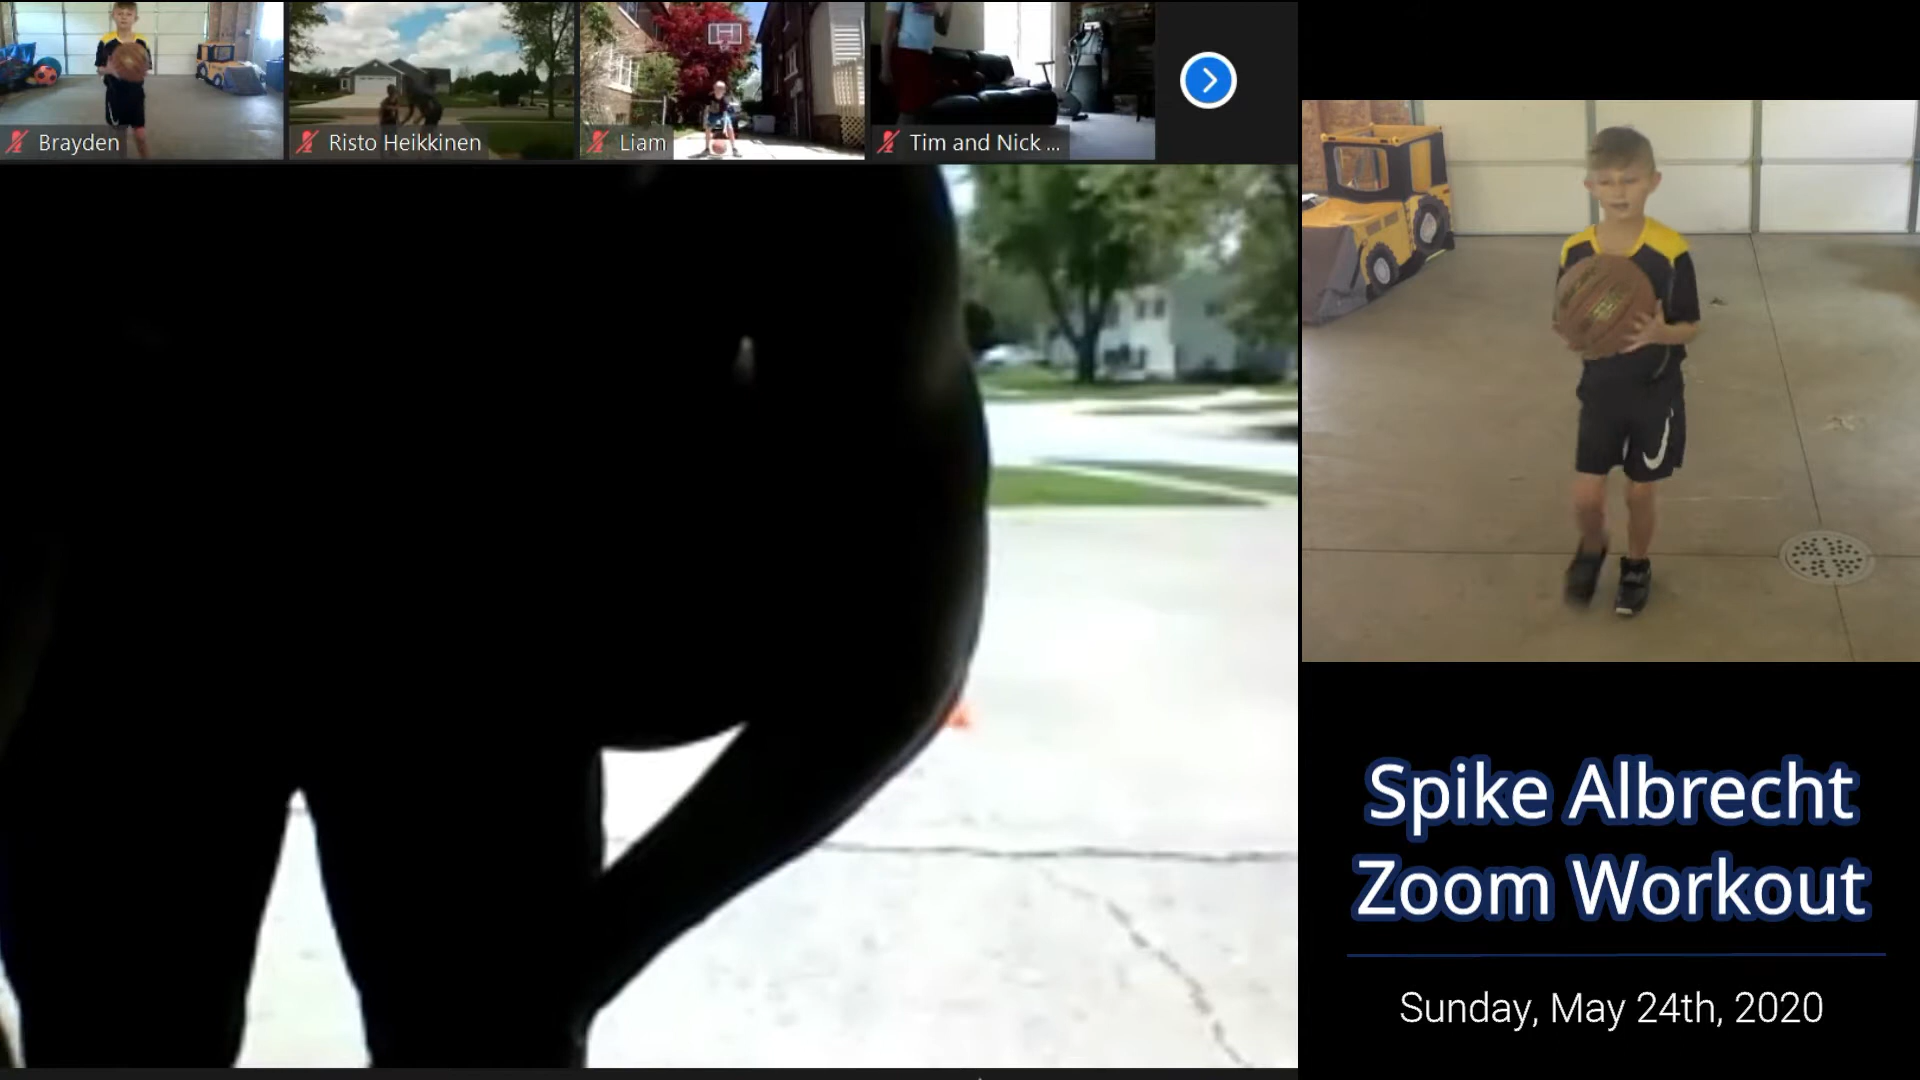 Brayden
Risto Heikkinen
Liam
Tim and Nick ...
Spike Albrecht
Zoom Workout
Sunday, May 24th, 2020